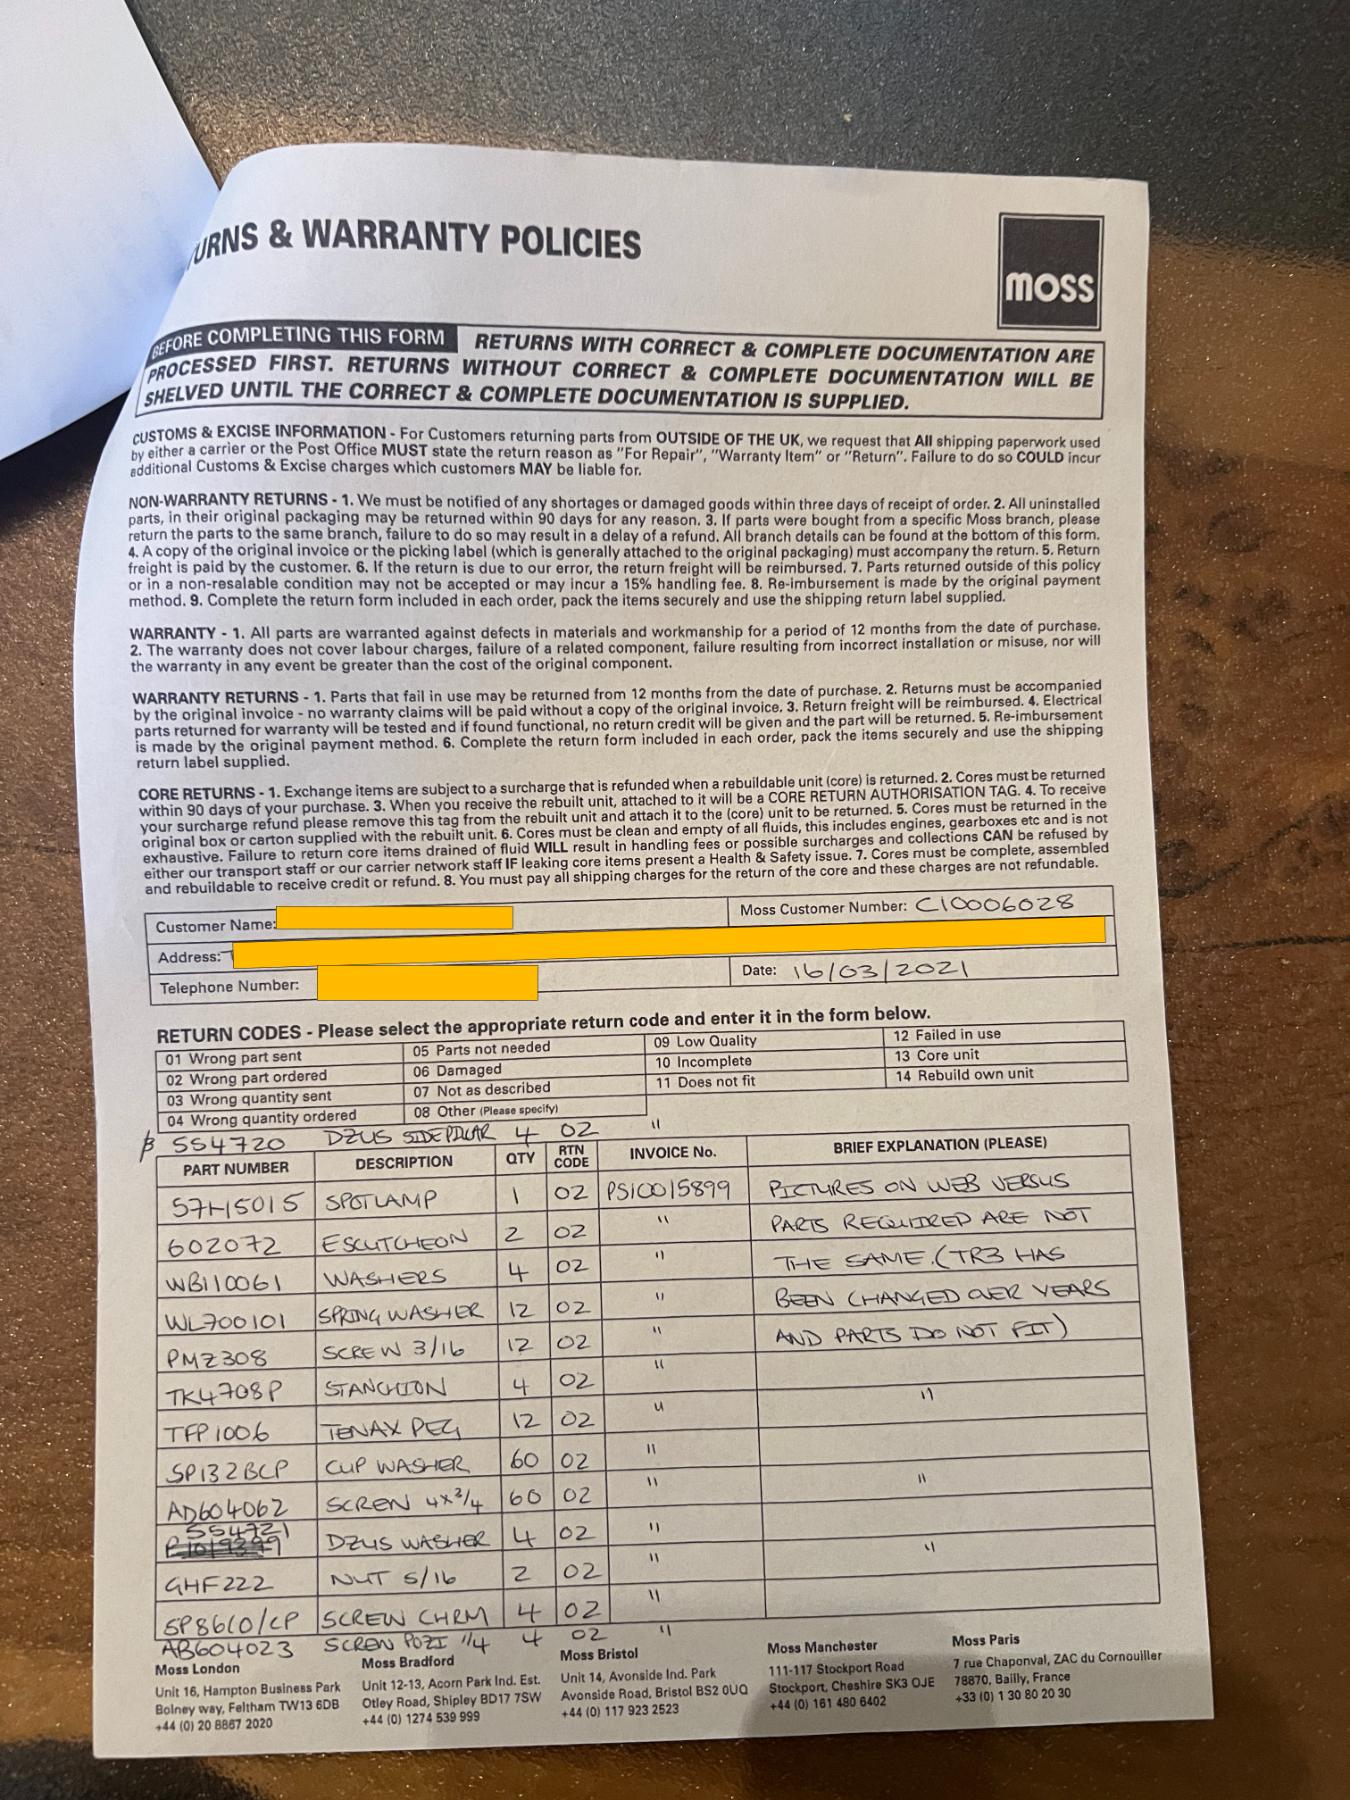 URNS & WARRANTY POLICIES
moss
BEFORE COMPLETING THIS FORM RETURNS WITH CORRECT & COMPLETE DOCUMENTATION ARE
PROCESSED FIRST. RETURNS WITHOUT CORRECT & COMPLETE DOCUMENTATION WILL BE
SHELVED UNTIL THE CORRECT & COMPLETE DOCUMENTATION IS SUPPLIED.
CUSTOMS & EXCISE INFORMATION - For Customers returning parts from OUTSIDE OF THE UK, we request that All shipping paperwork used
by either a carrier or the Post Office MUST state the return reason as "For Repair", "Warranty Item" or "Return". Failure to do so COULD incur
additional Customs & Excise charges which customers MAY be liable for.
NON-WARRANTY RETURNS - 1. We must be notified of any shortages or damaged goods within three days of receipt of order. 2. All uninstalled
parts, in their original packaging may be returned within 90 days for any reason. 3. If parts were bought from a specific Moss branch, please
return the parts to the same branch, failure to do so may result in a delay of a refund. All branch details can be found at the bottom of this form.
4. A copy of the original invoice or the picking label (which is generally attached to the original packaging) must accompany the return. 5. Return
freight is paid by the customer. 6. If the return is due to our error, the return freight will be reimbursed. 7. Parts returned outside of this policy
or in a non-resalable condition may not be accepted or may incur a 15% handling fee. 8. Re-imbursement is made by the original payment
method. 9. Complete the return form included in each order, pack the items securely and use the shipping return label supplied.
WARRANTY - 1. All parts are warranted against defects in materials and workmanship for a period of 12 months from the date of purchase.
2. The warranty does not cover labour charges, failure of a related component, failure resulting from incorrect installation or misuse, nor will
the warranty in any event be greater than the cost of the original component.
WARRANTY RETURNS - 1. Parts that fail in use may be returned from 12 months from the date of purchase. 2. Returns must be accompanied
by the original invoice - no warranty claims will be paid without a copy of the original invoice. 3. Return freight will be reimbursed. 4. Electrical
parts returned for warranty will be tested and if found functional, no return credit will be given and the part will be returned. 5. Re-imbursement
is made by the original payment method. 6. Complete the return form included in each order, pack the items securely and use the shipping
return label supplied.
CORE RETURNS - 1. Exchange items are subject to a surcharge that is refunded when a rebuildable unit (core) is returned. 2. Cores must be returned
within 90 days of your purchase. 3. When you receive the rebuilt unit, attached to it will be a CORE RETURN AUTHORISATION TAG. 4. To receive
your surcharge refund please remove this tag from the rebuilt unit and attach it to the (core) unit to be returned. 5. Cores must be returned in the
original box or carton supplied with the rebuilt unit. 6. Cores must be clean and empty of all fluids, this includes engines, gearboxes etc and is not
exhaustive. Failure to return core items drained of fluid WILL result in handling fees or possible surcharges and collections CAN be refused by
either our transport staff or our carrier network staff IF leaking core items present a Health & Safety issue. 7. Cores must be complete, assembled
and rebuildable to receive credit or refund. 8. You must pay all shipping charges for the return of the core and these charges are not refundable.
Customer Name: Moss Customer Number: C10006028
Address:
Telephone Number: Date: 16/03/2021
RETURN CODES - Please select the appropriate return code and enter it in the form below.
01 Wrong part sent 05 Parts not needed 09 Low Quality 12 Failed in use
02 Wrong part ordered 06 Damaged 10 Incomplete 13 Core unit
03 Wrong quantity sent 07 Not as described 11 Does not fit 14 Rebuild own unit
04 Wrong quantity ordered 08 Other (Please specify)
554720 DZUS SIDE PILLAR 4 02 "
PART NUMBER DESCRIPTION QTY RTN CODE INVOICE No. BRIEF EXPLANATION (PLEASE)
57H5015 SPOTLAMP 1 02 PSI0015899 PICTURES ON WEB VERSUS
602072 ESCUTCHEON 2 02 " PARTS REQUIRED ARE NOT
WB110061 WASHERS 4 02 " THE SAME. (TR3 HAS
WL700101 SPRING WASHER 12 02 " BEEN CHANGED OVER YEARS
PMZ308 SCREW 3/16 12 02 " AND PARTS DO NOT FIT)
TK4708P STANCHION 4 02 "
TFP1006 TENAX PEG 12 02 " "
SP132BCP CUP WASHER 60 02 "
AD604062 SCREW 4x3/4 60 02 " "
554721 DZUS WASHER 4 02 "
GHF222 NUT 5/16 2 02 " "
SP86C0/CP SCREW CHRM 4 02 "
AB604023 SCREW POZI 1/4 4 02 "
Moss London
Unit 16, Hampton Business Park
Bolney way, Feltham TW13 6DB
+44 (0) 20 8867 2020
Moss Bradford
Unit 12-13, Acorn Park Ind. Est.
Otley Road, Shipley BD17 7SW
+44 (0) 1274 539 999
Moss Bristol
Unit 14, Avonside Ind. Park
Avonside Road, Bristol BS2 0UQ
+44 (0) 117 923 2523
Moss Manchester
111-117 Stockport Road
Stockport, Cheshire SK3 OJE
+44 (0) 161 480 6402
Moss Paris
7 rue Chaponval, ZAC du Cornouiller
78870, Bailly, France
+33 (0) 1 30 80 20 30